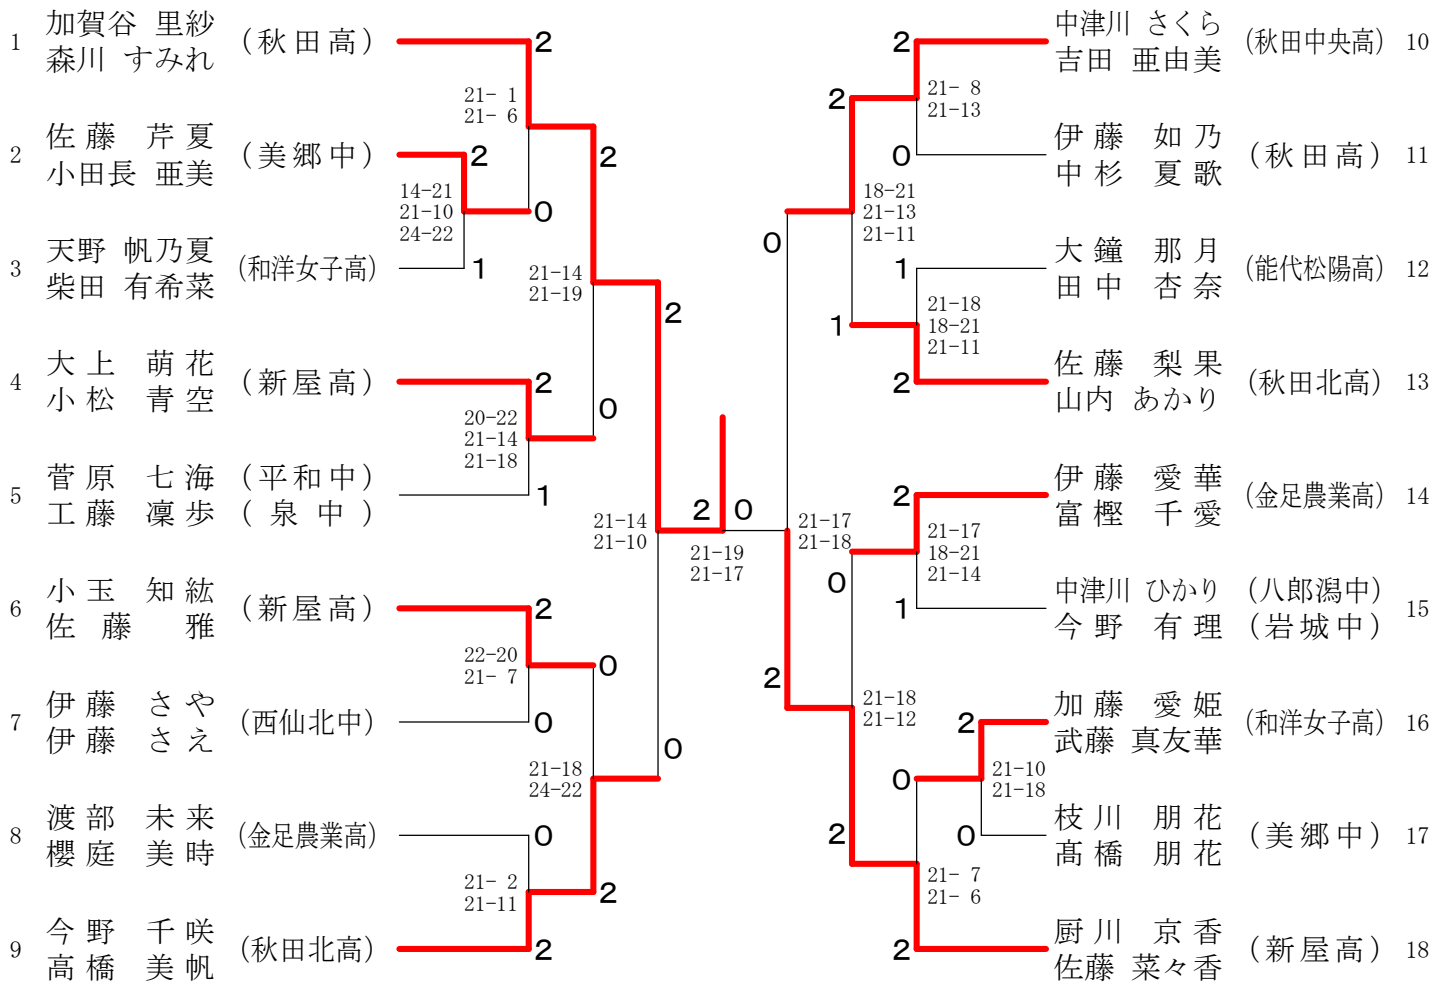 1 加賀谷 里紗 (秋田高)
森川 すみれ
2
21- 1
21- 6
2 佐藤 芹夏 (美郷中)
小田長 亜美
2
2
14-21
21-10
24-22
0
3 天野 帆乃夏 (和洋女子高)
柴田 有希菜
1
21-14
21-19
2
4 大上 萌花 (新屋高)
小松 青空
2
0
20-22
21-14
21-18
5 菅原 七海 (平和中)
工藤 凜歩 (泉中)
1
21-14
21-10
2 0
21-19
21-17
6 小玉 知紘 (新屋高)
佐藤 雅
2
22-20
21- 7
0
7 伊藤 さや (西仙北中)
伊藤 さえ
0
0
21-18
24-22
8 渡部 未来 (金足農業高)
櫻庭 美時
0
21- 2
21-11
2
9 今野 千咲 (秋田北高)
高橋 美帆
2
2 中津川 さくら (秋田中央高) 10
吉田 亜由美
2
21- 8
21-13
0 伊藤 如乃 (秋田高) 11
中杉 夏歌
18-21
21-13
21-11
0
1 大鐘 那月 (能代松陽高) 12
田中 杏奈
1
21-18
18-21
21-11
2 佐藤 梨果 (秋田北高) 13
山内 あかり
2 伊藤 愛華 (金足農業高) 14
富樫 千愛
21-17
21-18
21-17
18-21
21-14
0
1 中津川 ひかり (八郎潟中) 15
今野 有理 (岩城中)
2
21-18
21-12
2 加藤 愛姫 (和洋女子高) 16
武藤 真友華
0
21-10
21-18
2
0 枝川 朋花 (美郷中) 17
髙橋 朋花
21- 7
21- 6
2 厨川 京香 (新屋高) 18
佐藤 菜々香